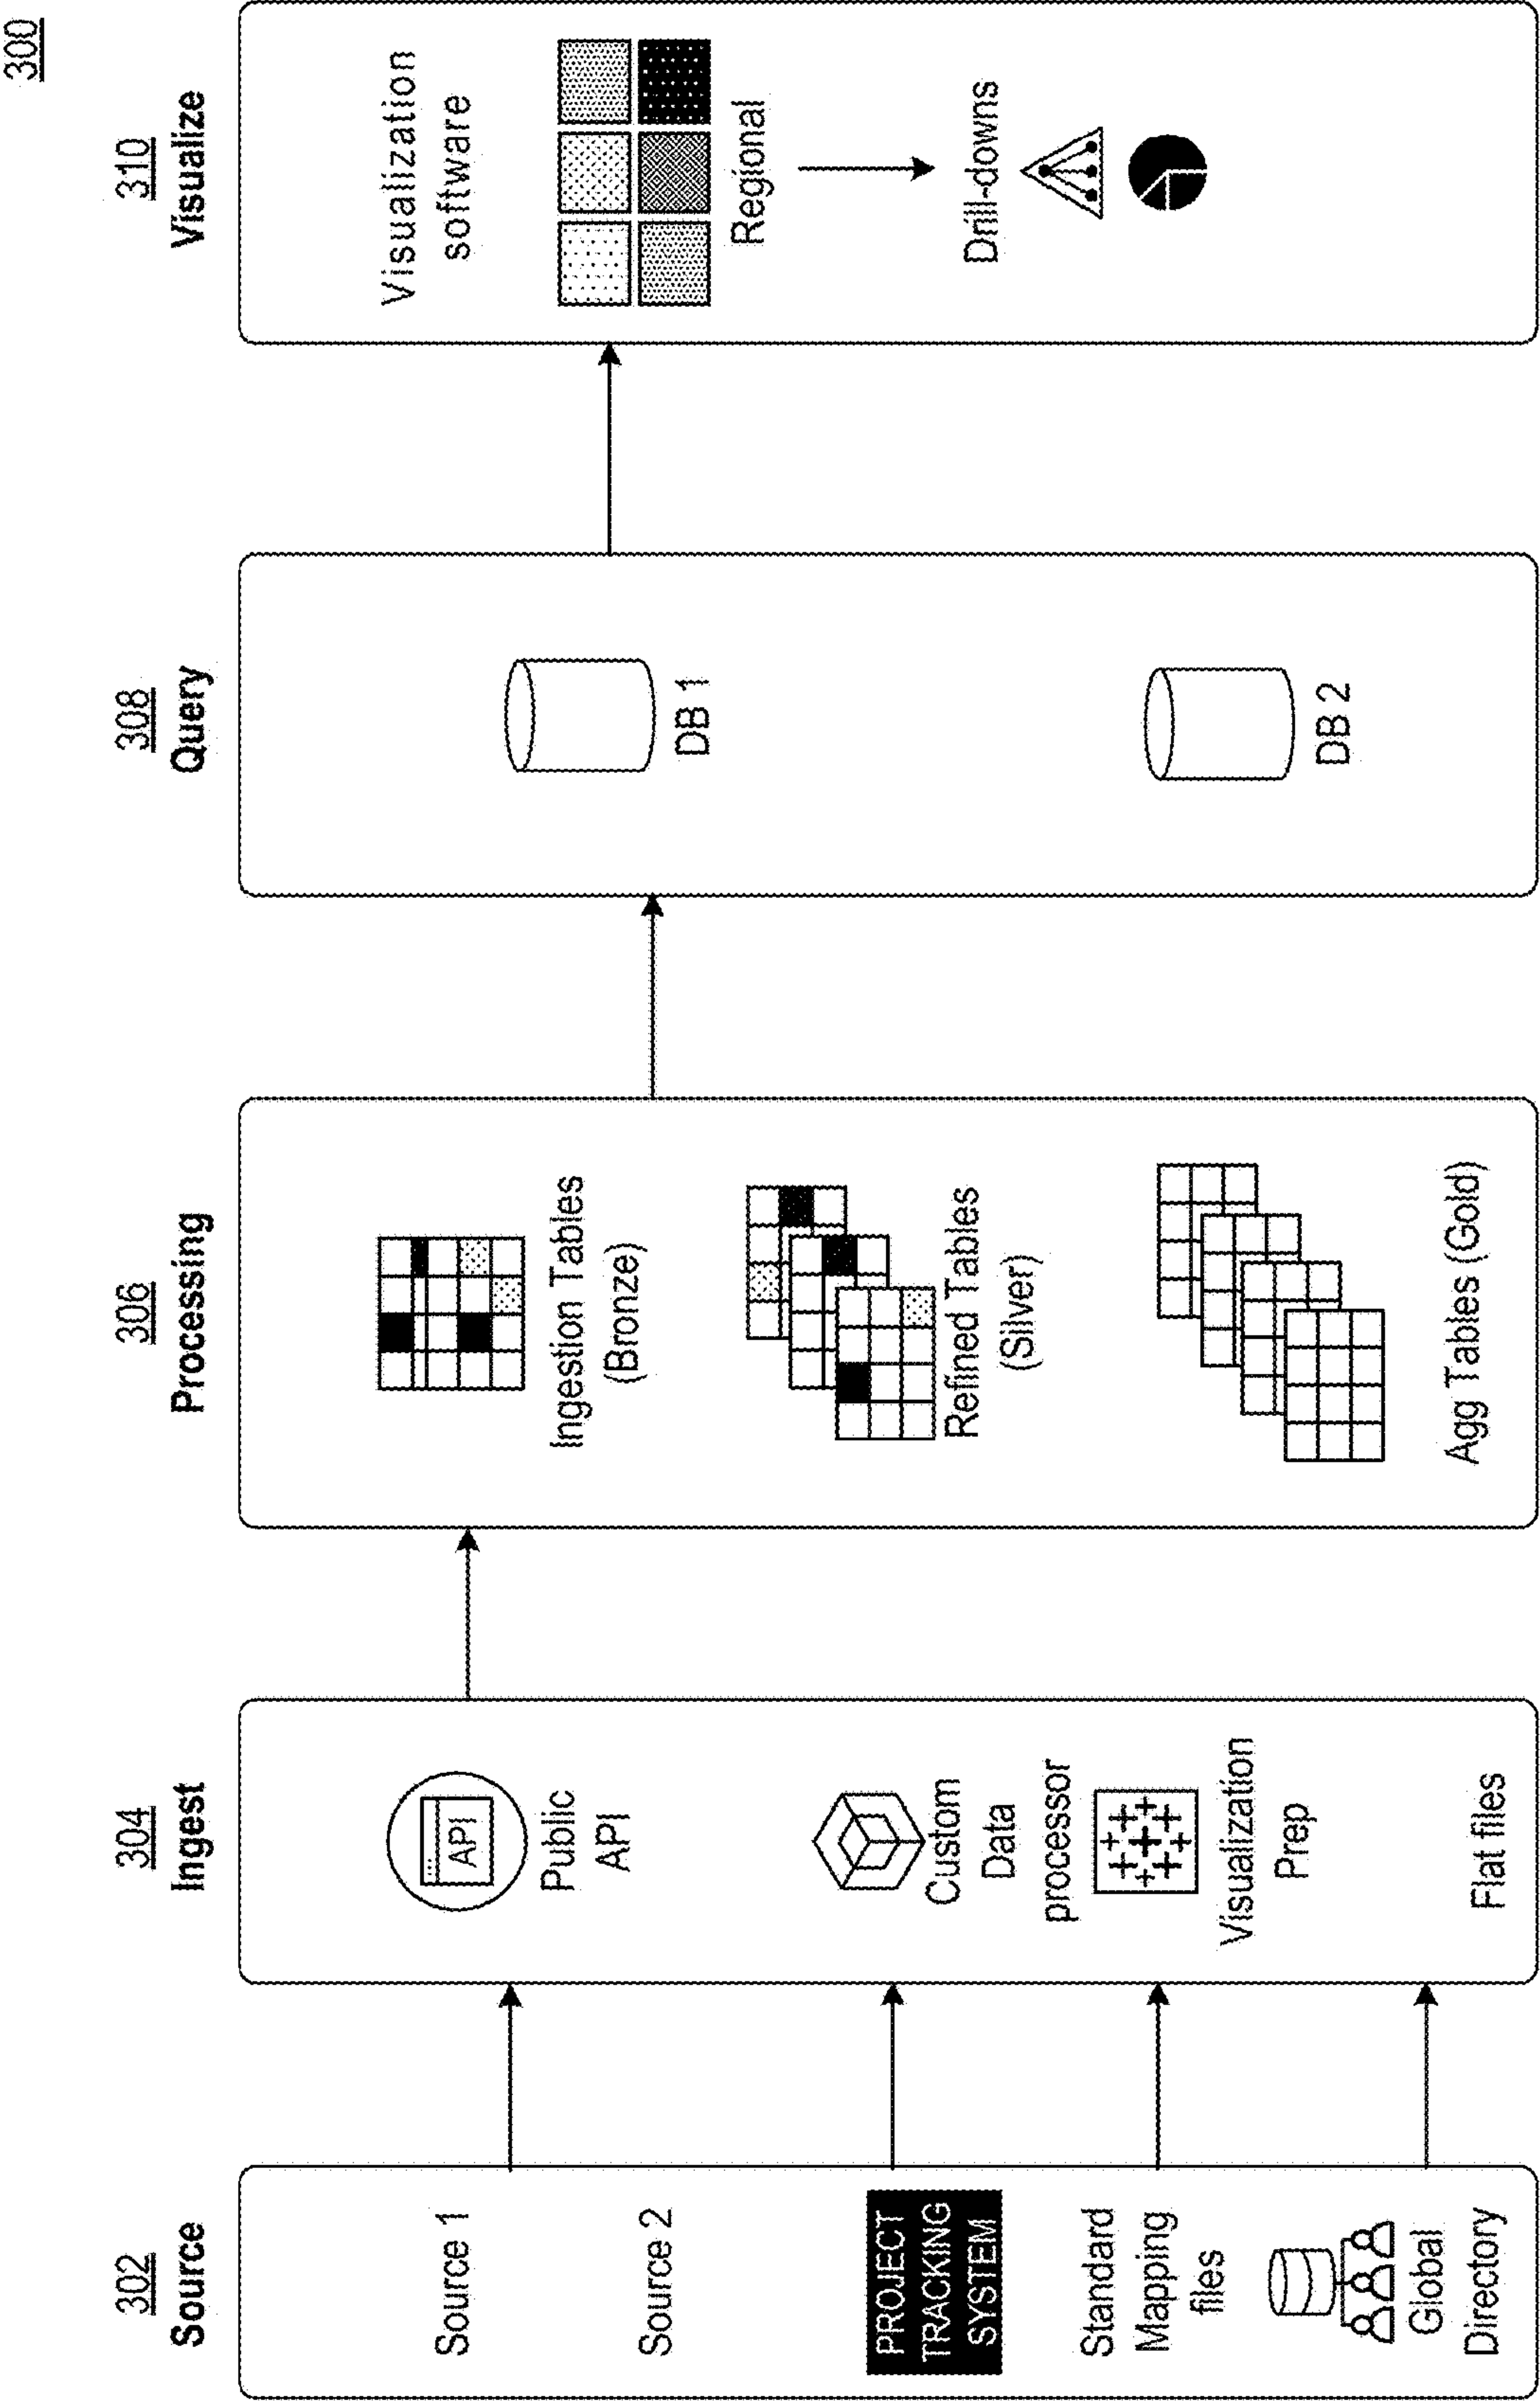 300
302
Source
Source 1
Source 2
PROJECT
TRACKING
SYSTEM
Standard
Mapping
files
Global
Directory
304
Ingest
API
Public
API
Custom
Data
processor
Visualization
Prep
Flat files
306
Processing
Ingestion Tables
(Bronze)
Refined Tables
(Silver)
Agg Tables (Gold)
308
Query
DB 1
DB 2
310
Visualize
Visualization
software
Regional
Drill-downs